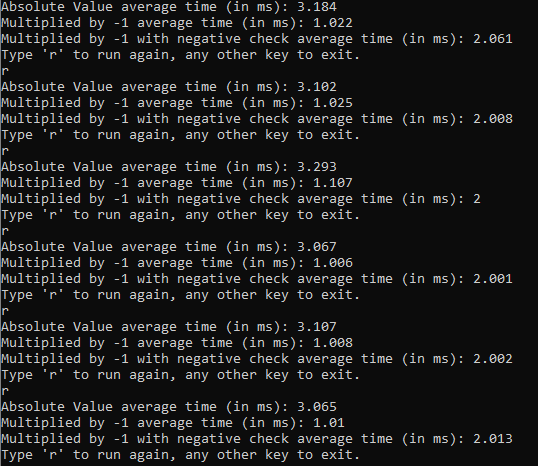 Absolute Value average time (in ms): 3.184
Multiplied by -1 average time (in ms): 1.022
Multiplied by -1 with negative check average time (in ms): 2.061
Type 'r' to run again, any other key to exit.
r
Absolute Value average time (in ms): 3.102
Multiplied by -1 average time (in ms): 1.025
Multiplied by -1 with negative check average time (in ms): 2.008
Type 'r' to run again, any other key to exit.
r
Absolute Value average time (in ms): 3.293
Multiplied by -1 average time (in ms): 1.107
Multiplied by -1 with negative check average time (in ms): 2
Type 'r' to run again, any other key to exit.
r
Absolute Value average time (in ms): 3.067
Multiplied by -1 average time (in ms): 1.006
Multiplied by -1 with negative check average time (in ms): 2.001
Type 'r' to run again, any other key to exit.
r
Absolute Value average time (in ms): 3.107
Multiplied by -1 average time (in ms): 1.008
Multiplied by -1 with negative check average time (in ms): 2.002
Type 'r' to run again, any other key to exit.
r
Absolute Value average time (in ms): 3.065
Multiplied by -1 average time (in ms): 1.01
Multiplied by -1 with negative check average time (in ms): 2.013
Type 'r' to run again, any other key to exit.